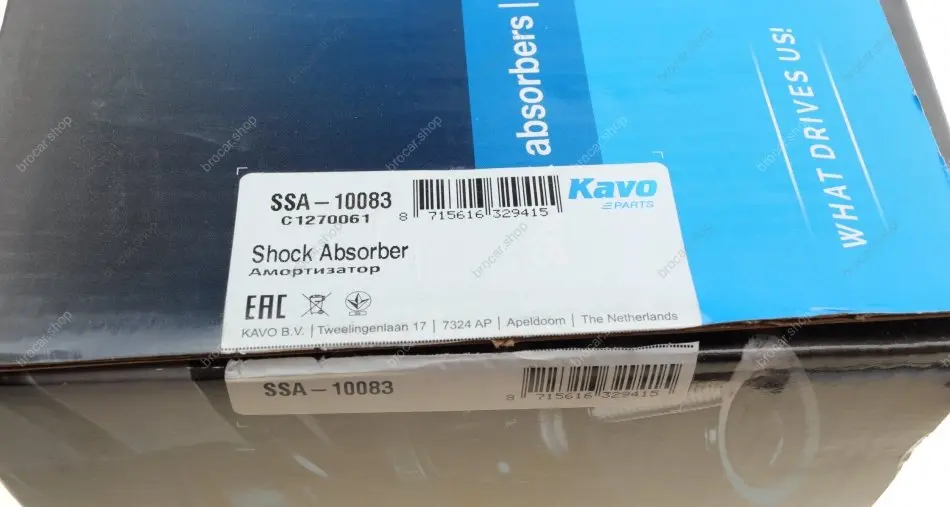 absorbers |
WHAT DRIVES US!
SSA-10083
C1270061
8 715616 329415
Kavo
PARTS
Shock Absorber
Амортизатор
EAC
KAVO B.V. | Tweelingenlaan 17 | 7324 AP | Apeldoorn | The Netherlands
SSA-10083
8 715616 329415
brocar.shop